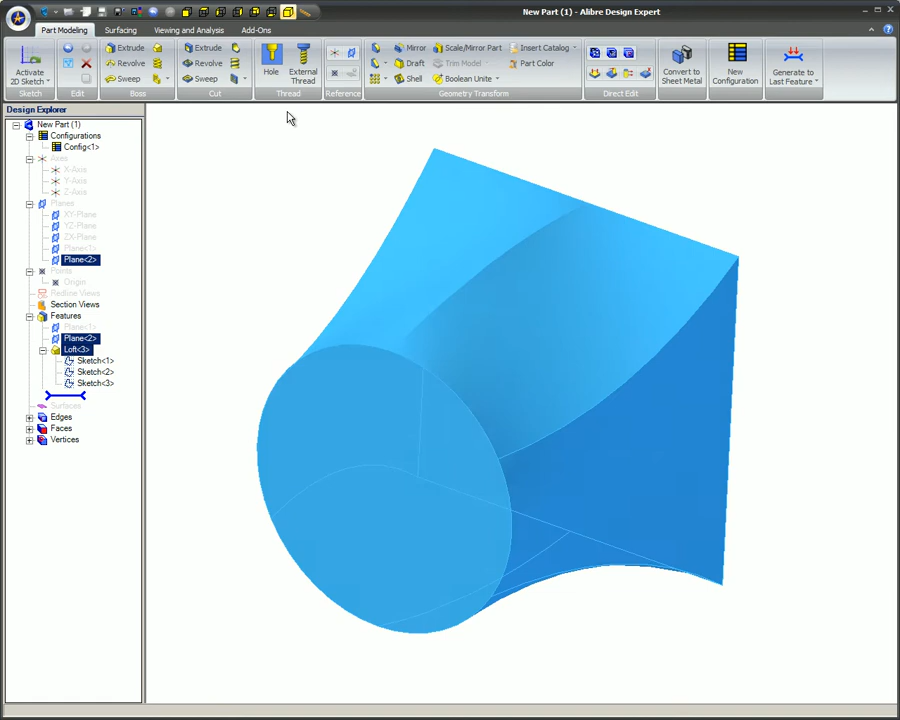 New Part (1) - Alibre Design Expert
Part Modeling Surfacing Viewing and Analysis Add-Ons
Activate 2D Sketch
Sketch
Edit
Extrude
Revolve
Sweep
Boss
Extrude
Revolve
Sweep
Cut
Hole
External Thread
Thread
Reference
Mirror
Draft
Shell
Scale/Mirror Part
Trim Model
Boolean Unite
Insert Catalog
Part Color
Geometry Transform
Direct Edit
Convert to Sheet Metal
New Configuration
Generate to Last Feature
Design Explorer
New Part (1)
Configurations
Config<1>
Axes
X-Axis
Y-Axis
Z-Axis
Planes
XY-Plane
YZ-Plane
ZX-Plane
Plane<1>
Plane<2>
Points
Origin
Redline Views
Section Views
Features
Plane<1>
Plane<2>
Loft<3>
Sketch<1>
Sketch<2>
Sketch<3>
Surfaces
Edges
Faces
Vertices